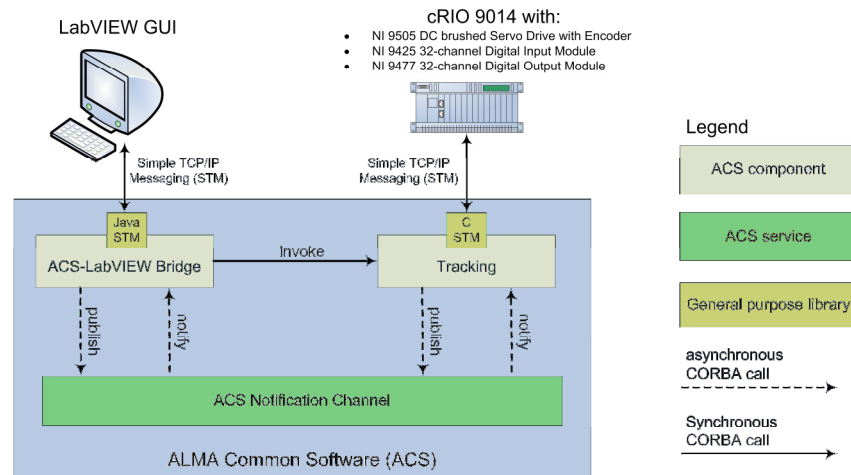 LabVIEW GUI
cRIO 9014 with:
• NI 9505 DC brushed Servo Drive with Encoder
• NI 9425 32-channel Digital Input Module
• NI 9477 32-channel Digital Output Module
Simple TCP/IP
Messaging (STM)
Simple TCP/IP
Messaging (STM)
Java
STM
ACS-LabVIEW Bridge
Invoke
C
STM
Tracking
publish
notify
publish
notify
ACS Notification Channel
ALMA Common Software (ACS)
Legend
ACS component
ACS service
General purpose library
asynchronous
CORBA call
Synchronous
CORBA call